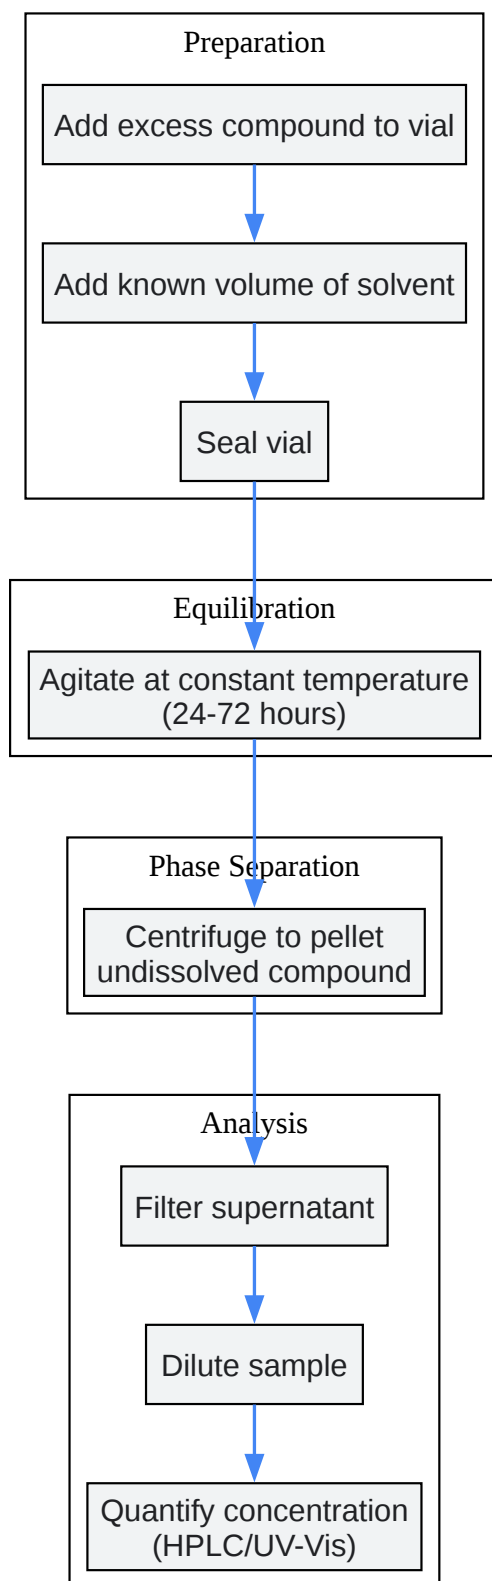 Preparation
Add excess compound to vial
Add known volume of solvent
Seal vial
Equilibration
Agitate at constant temperature
(24-72 hours)
Phase Separation
Centrifuge to pellet
undissolved compound
Analysis
Filter supernatant
Dilute sample
Quantify concentration
(HPLC/UV-Vis)